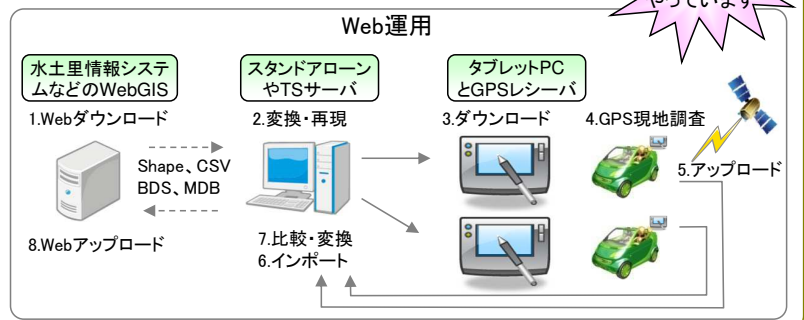 やっています
Web運用
水土里情報システ
ムなどのWebGIS
スタンドアローン
やTSサーバ
タブレットPC
とGPSレシーバ
1.Webダウンロード
2.変換・再現
3.ダウンロード
4.GPS現地調査
Shape、CSV
BDS、MDB
5.アップロード
8.Webアップロード
7.比較・変換
6.インポート